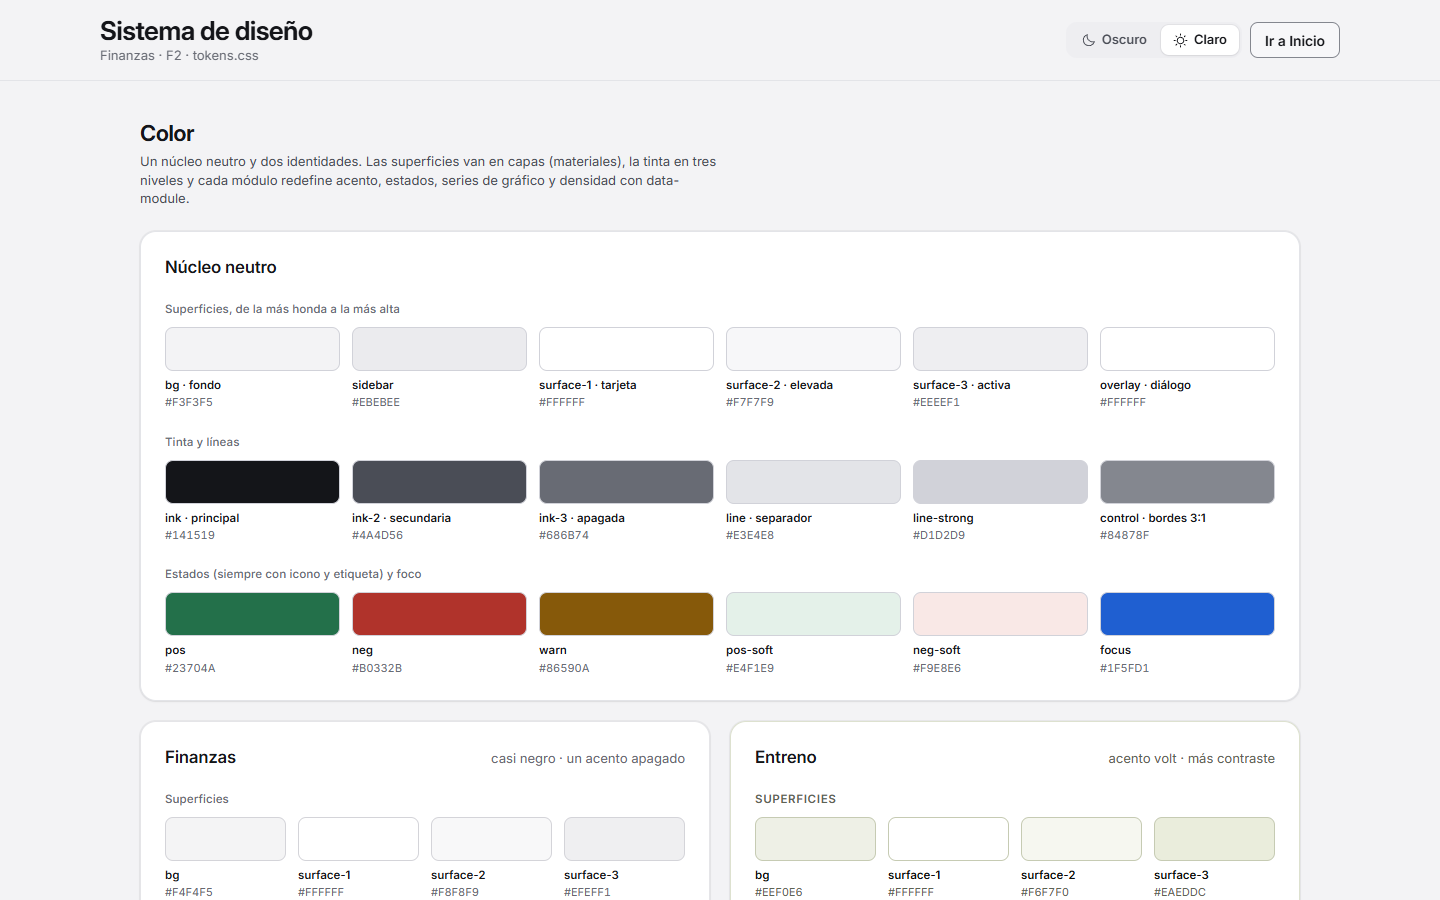 Sistema de diseño
Finanzas · F2 · tokens.css
Oscuro
Claro
Ir a Inicio
Color
Un núcleo neutro y dos identidades. Las superficies van en capas (materiales), la tinta en tres
niveles y cada módulo redefine acento, estados, series de gráfico y densidad con data-
module.
Núcleo neutro
Superficies, de la más honda a la más alta
bg · fondo
#F3F3F5
sidebar
#EBEBEE
surface-1 · tarjeta
#FFFFFF
surface-2 · elevada
#F7F7F9
surface-3 · activa
#EEEEF1
overlay · diálogo
#FFFFFF
Tinta y líneas
ink · principal
#141519
ink-2 · secundaria
#4A4D56
ink-3 · apagada
#686B74
line · separador
#E3E4E8
line-strong
#D1D2D9
control · bordes 3:1
#84878F
Estados (siempre con icono y etiqueta) y foco
pos
#23704A
neg
#B0332B
warn
#86590A
pos-soft
#E4F1E9
neg-soft
#F9E8E6
focus
#1F5FD1
Finanzas
casi negro · un acento apagado
Superficies
bg
#F4F4F5
surface-1
#FFFFFF
surface-2
#F8F8F9
surface-3
#EFEFF1
Entreno
acento volt · más contraste
SUPERFICIES
bg
#EEF0E6
surface-1
#FFFFFF
surface-2
#F6F7F0
surface-3
#EAEDDC